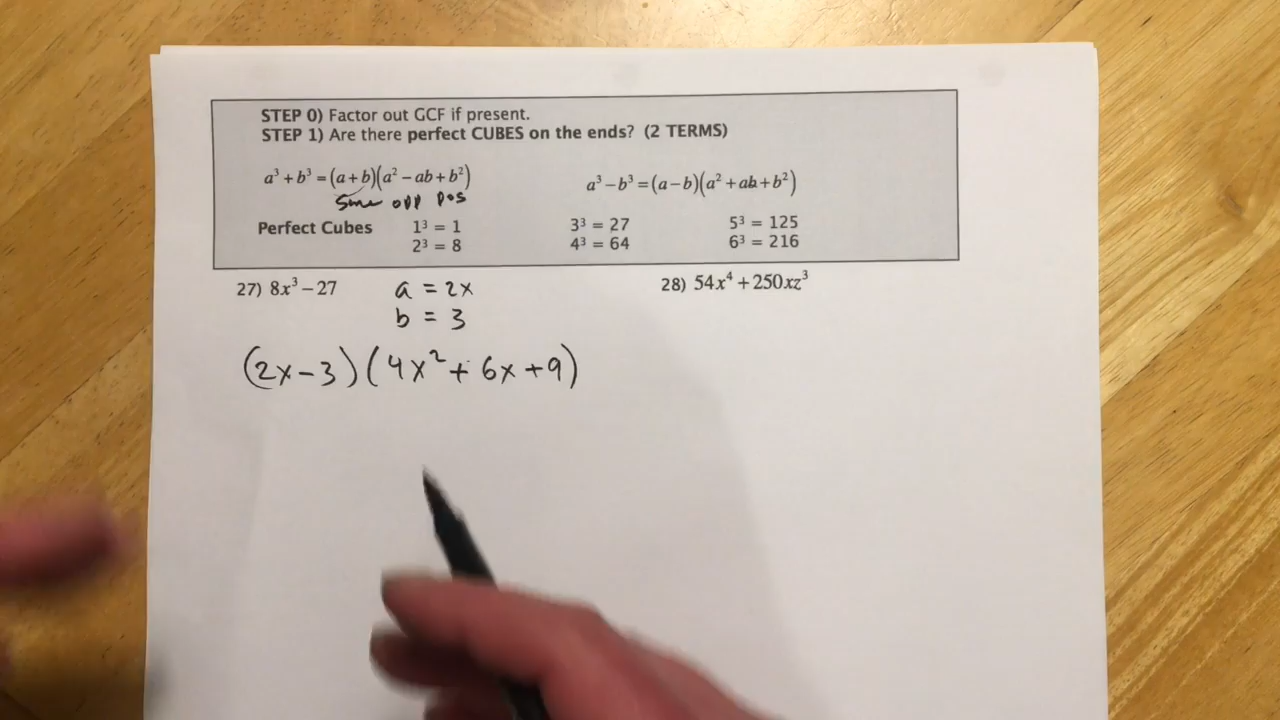 STEP 0) Factor out GCF if present.
STEP 1) Are there perfect CUBES on the ends? (2 TERMS)
a³ + b³ = (a + b)(a² − ab + b²)
a³ − b³ = (a − b)(a² + ab + b²)
Same opp pos
Perfect Cubes 1³ = 1 3³ = 27 5³ = 125
2³ = 8 4³ = 64 6³ = 216
27) 8x³ − 27
a = 2x
b = 3
(2x − 3)(4x² + 6x + 9)
28) 54x⁴ + 250xz³